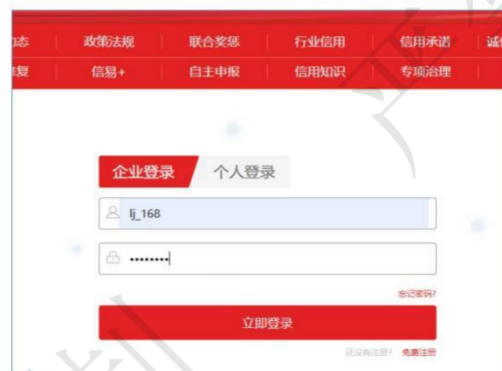 政策法规 联合奖惩 行业信用 信用承诺
信易+ 自主申报 信用知识 专项治理
企业登录 个人登录
lj_168
••••••••
忘记密码?
立即登录
还没有注册? 免费注册